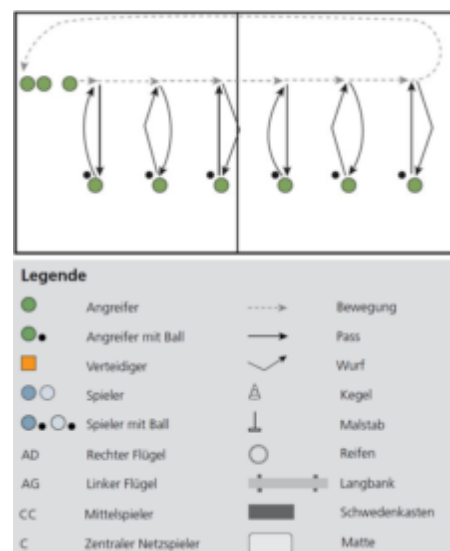 Legende
Angreifer Bewegung
Angreifer mit Ball Pass
Verteidiger Wurf
Spieler Kegel
Spieler mit Ball Malstab
AD Rechter Flügel Reifen
AG Linker Flügel Langbank
CC Mittelspieler Schwedenkasten
C Zentraler Netzspieler Matte